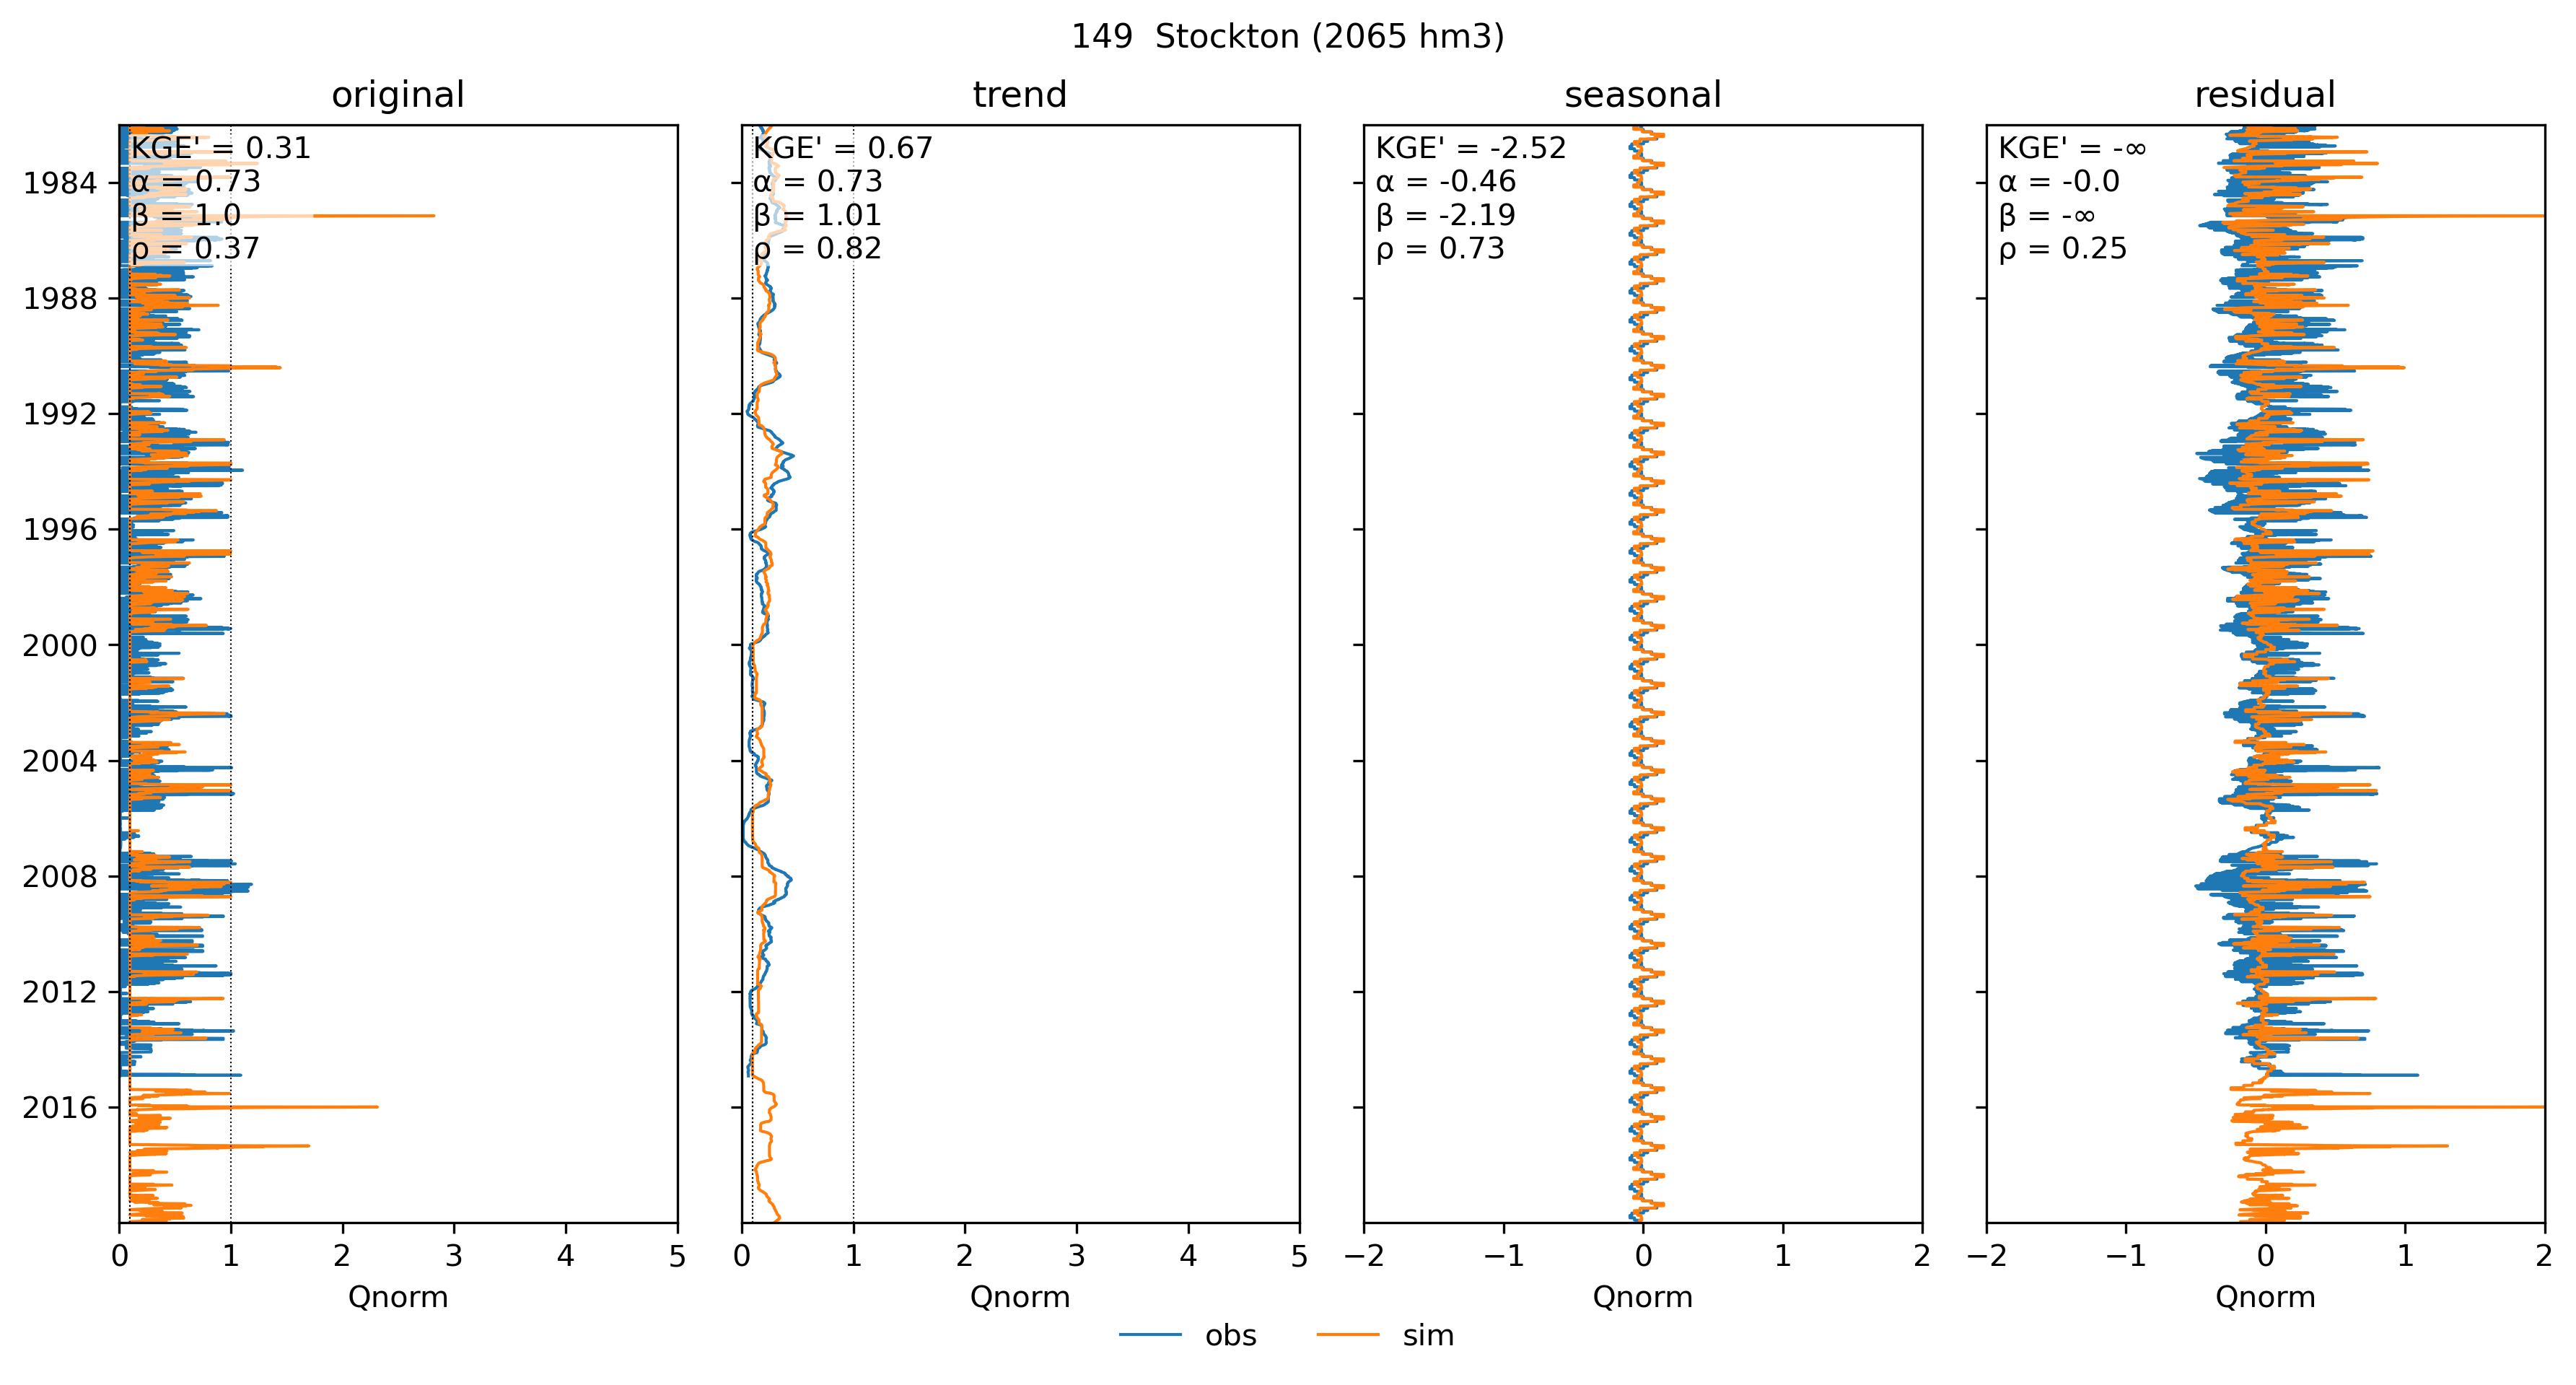 149  Stockton (2065 hm3)
original
trend
seasonal
residual
KGE' = 0.31
α = 0.73
β = 1.0
ρ = 0.37
KGE' = 0.67
α = 0.73
β = 1.01
ρ = 0.82
KGE' = -2.52
α = -0.46
β = -2.19
ρ = 0.73
KGE' = -∞
α = -0.0
β = -∞
ρ = 0.25
1984
1988
1992
1996
2000
2004
2008
2012
2016
0 1 2 3 4 5
0 1 2 3 4 5
−2 −1 0 1 2
−2 −1 0 1 2
Qnorm
Qnorm
Qnorm
Qnorm
obs
sim